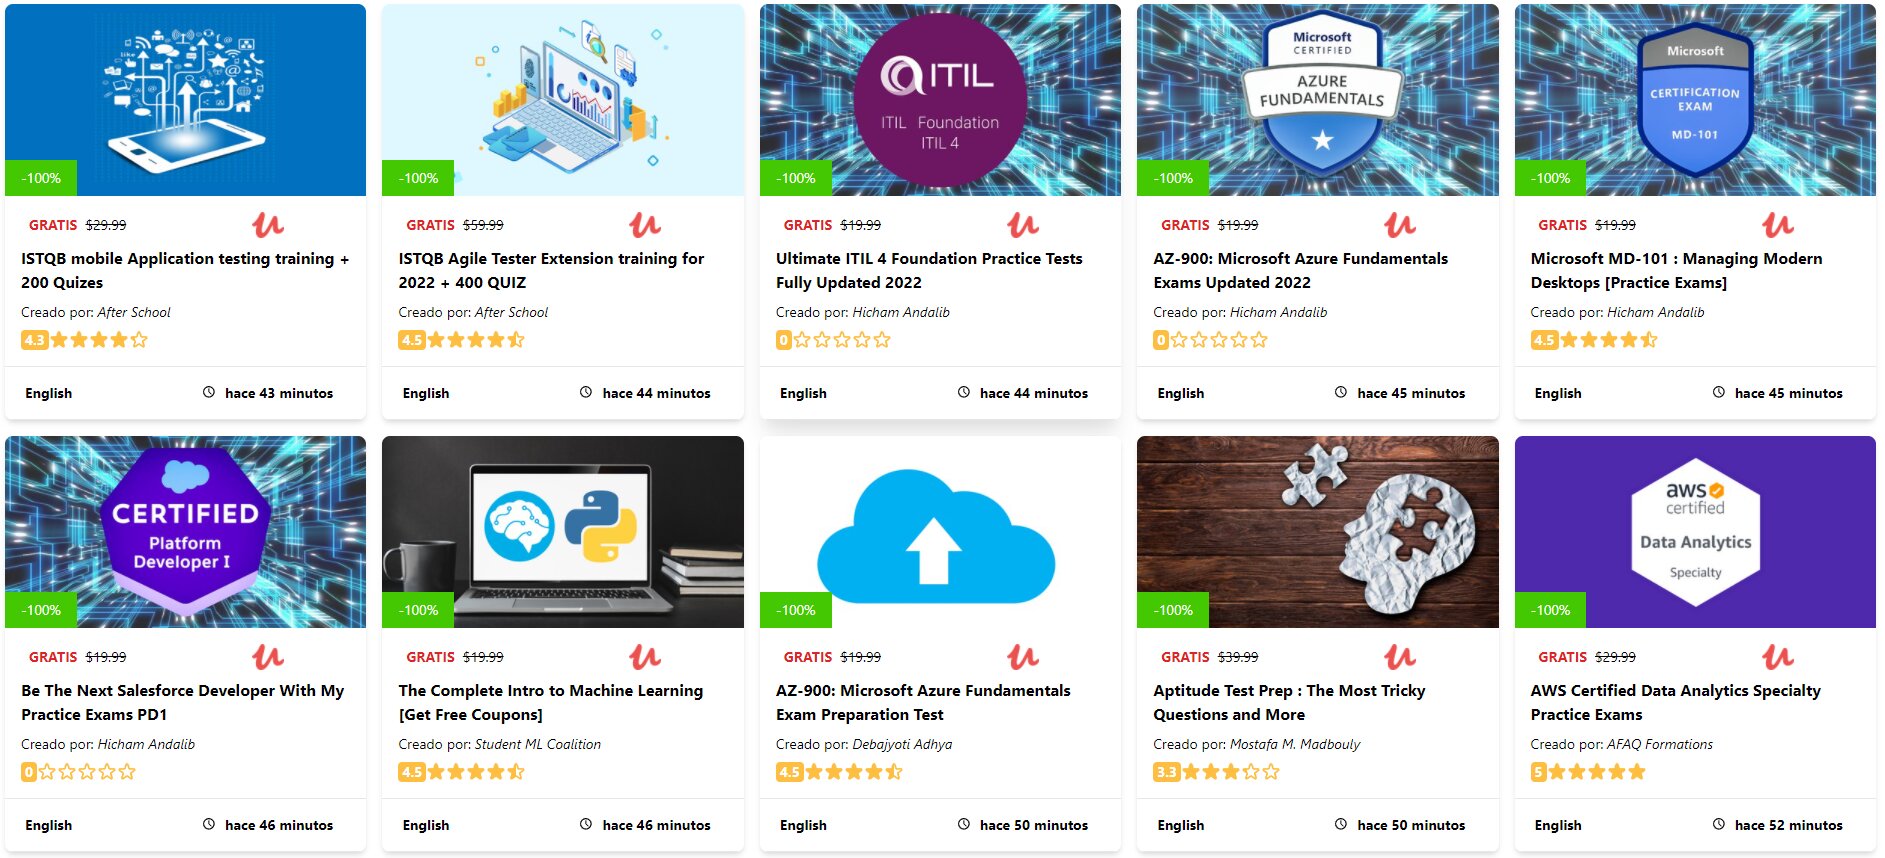 ITIL
ITIL Foundation
ITIL 4
Microsoft
CERTIFIED
AZURE
FUNDAMENTALS
Microsoft
CERTIFICATION
EXAM
MD-101
-100%
-100%
-100%
-100%
-100%
GRATIS $29.99
ISTQB mobile Application testing training +
200 Quizes
Creado por: After School
4.3
English
hace 43 minutos
GRATIS $59.99
ISTQB Agile Tester Extension training for
2022 + 400 QUIZ
Creado por: After School
4.5
English
hace 44 minutos
GRATIS $19.99
Ultimate ITIL 4 Foundation Practice Tests
Fully Updated 2022
Creado por: Hicham Andalib
0
English
hace 44 minutos
GRATIS $19.99
AZ-900: Microsoft Azure Fundamentals
Exams Updated 2022
Creado por: Hicham Andalib
0
English
hace 45 minutos
GRATIS $19.99
Microsoft MD-101 : Managing Modern
Desktops [Practice Exams]
Creado por: Hicham Andalib
4.5
English
hace 45 minutos
CERTIFIED
Platform
Developer I
aws
certified
Data Analytics
Specialty
-100%
-100%
-100%
-100%
-100%
GRATIS $19.99
Be The Next Salesforce Developer With My
Practice Exams PD1
Creado por: Hicham Andalib
0
English
hace 46 minutos
GRATIS $19.99
The Complete Intro to Machine Learning
[Get Free Coupons]
Creado por: Student ML Coalition
4.5
English
hace 46 minutos
GRATIS $19.99
AZ-900: Microsoft Azure Fundamentals
Exam Preparation Test
Creado por: Debajyoti Adhya
4.5
English
hace 50 minutos
GRATIS $39.99
Aptitude Test Prep : The Most Tricky
Questions and More
Creado por: Mostafa M. Madbouly
3.3
English
hace 50 minutos
GRATIS $29.99
AWS Certified Data Analytics Specialty
Practice Exams
Creado por: AFAQ Formations
5
English
hace 52 minutos